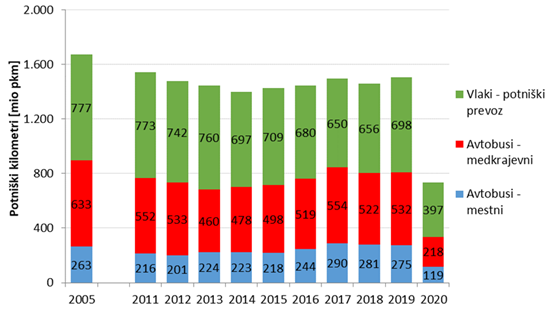 Potniški kilometri [mio pkm]
2.000
1.600
1.200
800
400
0
777 773 742 760 697 709 680 650 656 698 397
633 552 533 460 478 498 519 554 522 532 218
263 216 201 224 223 218 244 290 281 275 119
2005 2011 2012 2013 2014 2015 2016 2017 2018 2019 2020
Vlaki - potniški
prevoz
Avtobusi -
medkrajevni
Avtobusi -
mestni